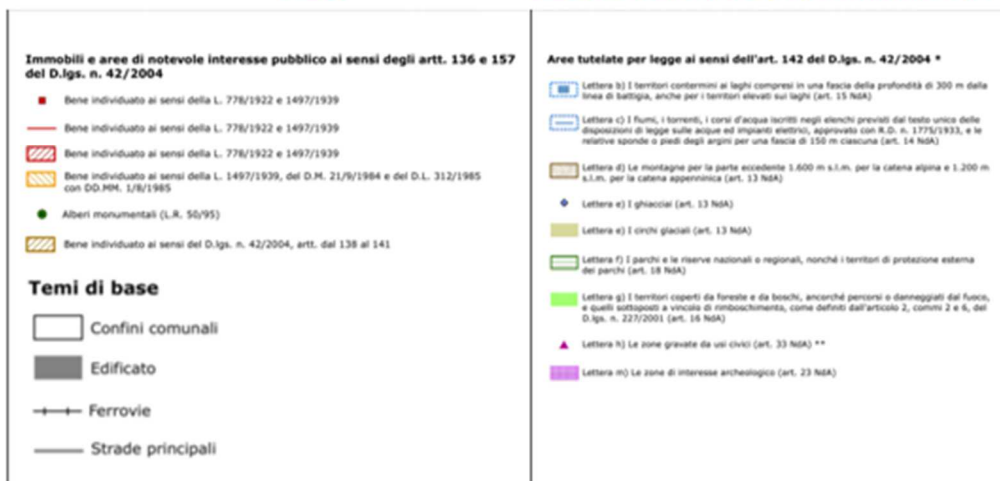 Immobili e aree di notevole interesse pubblico ai sensi degli artt. 136 e 157
del D.lgs. n. 42/2004
Bene individuato ai sensi della L. 778/1922 e 1497/1939
Bene individuato ai sensi della L. 778/1922 e 1497/1939
Bene individuato ai sensi della L. 778/1922 e 1497/1939
Bene individuato ai sensi della L. 1497/1939, del D.M. 21/9/1984 e del D.L. 312/1985
con DD.MM. 1/8/1985
Alberi monumentali (L.R. 50/95)
Bene individuato ai sensi del D.lgs. n. 42/2004, artt. dal 138 al 141
Temi di base
Confini comunali
Edificato
Ferrovie
Strade principali
Aree tutelate per legge ai sensi dell'art. 142 del D.lgs. n. 42/2004 *
Lettera b) I territori contermini ai laghi compresi in una fascia della profondità di 300 m dalla
linea di battigia, anche per i territori elevati sui laghi (art. 15 NdA)
Lettera c) I fiumi, i torrenti, i corsi d'acqua iscritti negli elenchi previsti dal testo unico delle
disposizioni di legge sulle acque ed impianti elettrici, approvato con R.D. n. 1775/1933, e le
relative sponde o piedi degli argini per una fascia di 150 m ciascuna (art. 14 NdA)
Lettera d) Le montagne per la parte eccedente 1.600 m s.l.m. per la catena alpina e 1.200 m
s.l.m. per la catena appenninica (art. 13 NdA)
Lettera e) I ghiacciai (art. 13 NdA)
Lettera e) I circhi glaciali (art. 13 NdA)
Lettera f) I parchi e le riserve nazionali o regionali, nonché i territori di protezione esterna
dei parchi (art. 18 NdA)
Lettera g) I territori coperti da foreste e da boschi, ancorché percorsi o danneggiati dal fuoco,
e quelli sottoposti a vincolo di rimboschimento, come definiti dall'articolo 2, commi 2 e 6, del
D.lgs. n. 227/2001 (art. 16 NdA)
Lettera h) Le zone gravate da usi civici (art. 33 NdA) **
Lettera m) Le zone di interesse archeologico (art. 23 NdA)